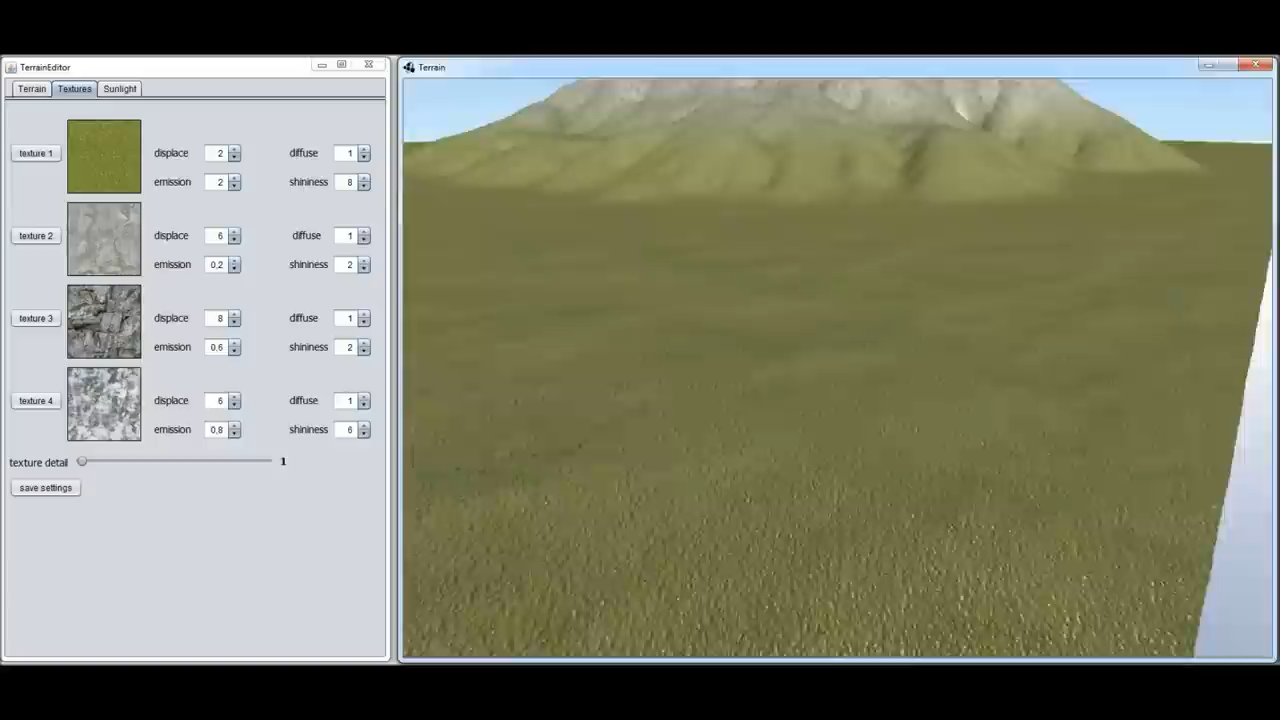 TerrainEditor
Terrain Textures Sunlight
texture 1 displace 2 diffuse 1
emission 2 shininess 8
texture 2 displace 6 diffuse 1
emission 0,2 shininess 2
texture 3 displace 8 diffuse 1
emission 0,6 shininess 2
texture 4 displace 6 diffuse 1
emission 0,8 shininess 6
texture detail 1
save settings
Terrain